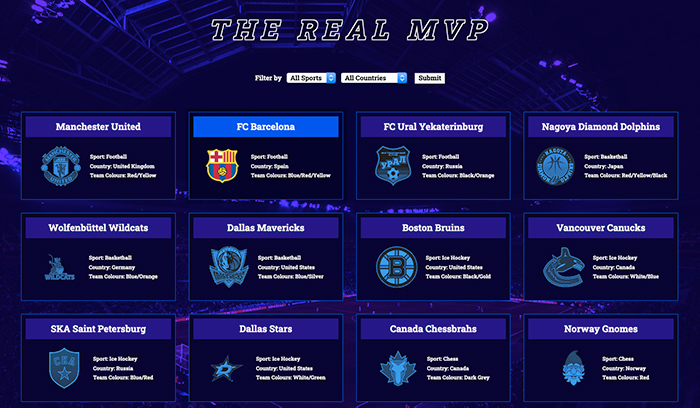 THE REAL MVP
Filter by All Sports All Countries Submit
Manchester United
Sport: Football
Country: United Kingdom
Team Colours: Red/Yellow
FC Barcelona
Sport: Football
Country: Spain
Team Colours: Blue/Red/Yellow
FC Ural Yekaterinburg
УРАЛ
Sport: Football
Country: Russia
Team Colours: Black/Orange
Nagoya Diamond Dolphins
NAGOYA
Sport: Basketball
Country: Japan
Team Colours: Red/Yellow/Black
Wolfenbüttel Wildcats
WILDCATS
Sport: Basketball
Country: Germany
Team Colours: Blue/Orange
Dallas Mavericks
Sport: Basketball
Country: United States
Team Colours: Blue/Silver
Boston Bruins
B
Sport: Ice Hockey
Country: United States
Team Colours: Black/Gold
Vancouver Canucks
Sport: Ice Hockey
Country: Canada
Team Colours: White/Blue
SKA Saint Petersburg
СКА
Sport: Ice Hockey
Country: Russia
Team Colours: Blue/Red
Dallas Stars
D
Sport: Ice Hockey
Country: United States
Team Colours: White/Green
Canada Chessbrahs
Sport: Chess
Country: Canada
Team Colours: Dark Grey
Norway Gnomes
Sport: Chess
Country: Norway
Team Colours: Red